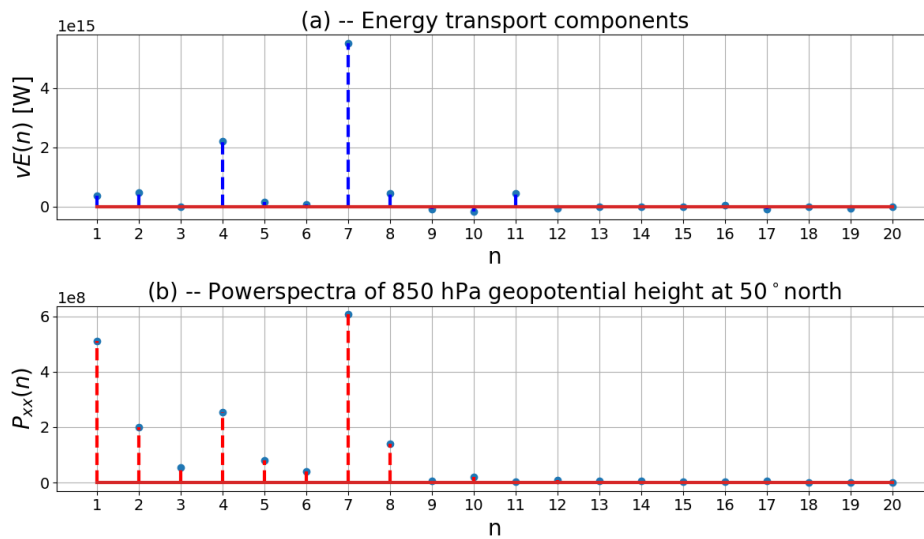 (a) -- Energy transport components
1e15
vE(n) [W]
4
2
0
1 2 3 4 5 6 7 8 9 10 11 12 13 14 15 16 17 18 19 20
n
(b) -- Powerspectra of 850 hPa geopotential height at 50°north
1e8
P_xx(n)
6
4
2
0
1 2 3 4 5 6 7 8 9 10 11 12 13 14 15 16 17 18 19 20
n